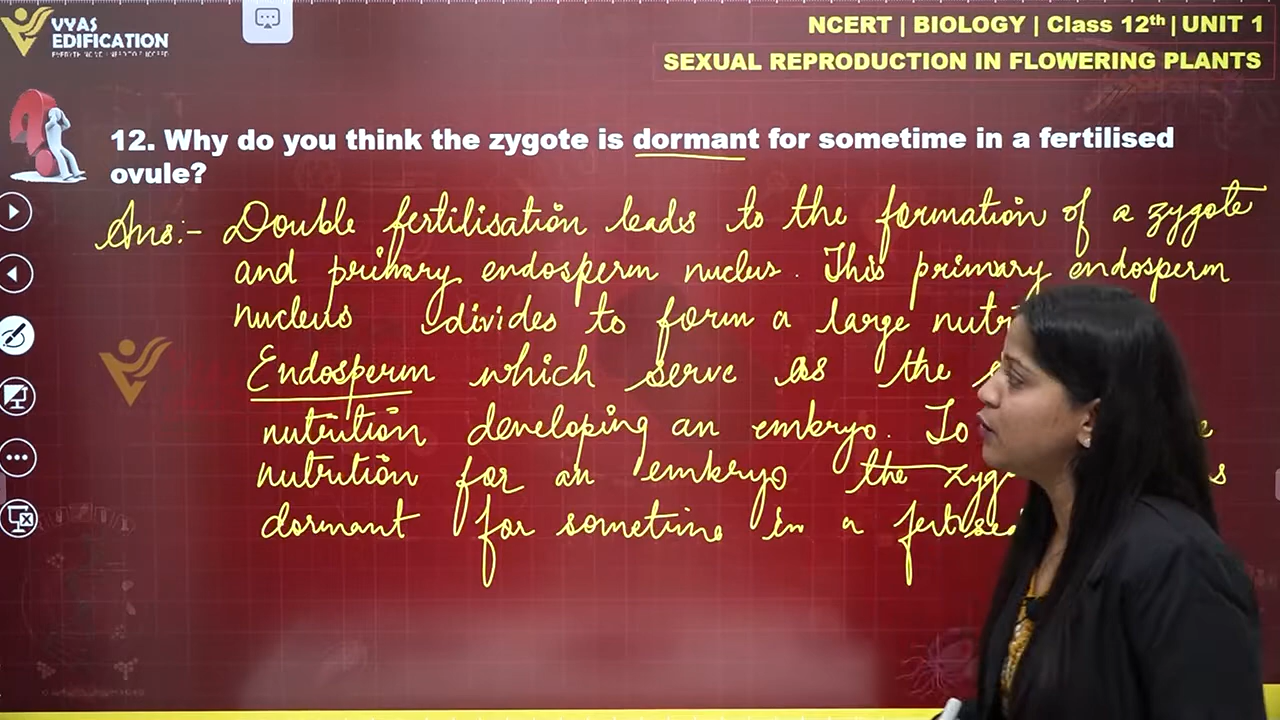 VYAS
EDIFICATION
NCERT | BIOLOGY | Class 12th | UNIT 1
SEXUAL REPRODUCTION IN FLOWERING PLANTS
12. Why do you think the zygote is dormant for sometime in a fertilised
ovule?
Ans:- Double fertilisation leads to the formation of a zygote
and primary endosperm nuclus. This primary endosperm
nucleus divides to form a large
Endosperm which serve as the
nutrition developing an embryo. To
nutrition for an embryo the
dormant for sometime in a